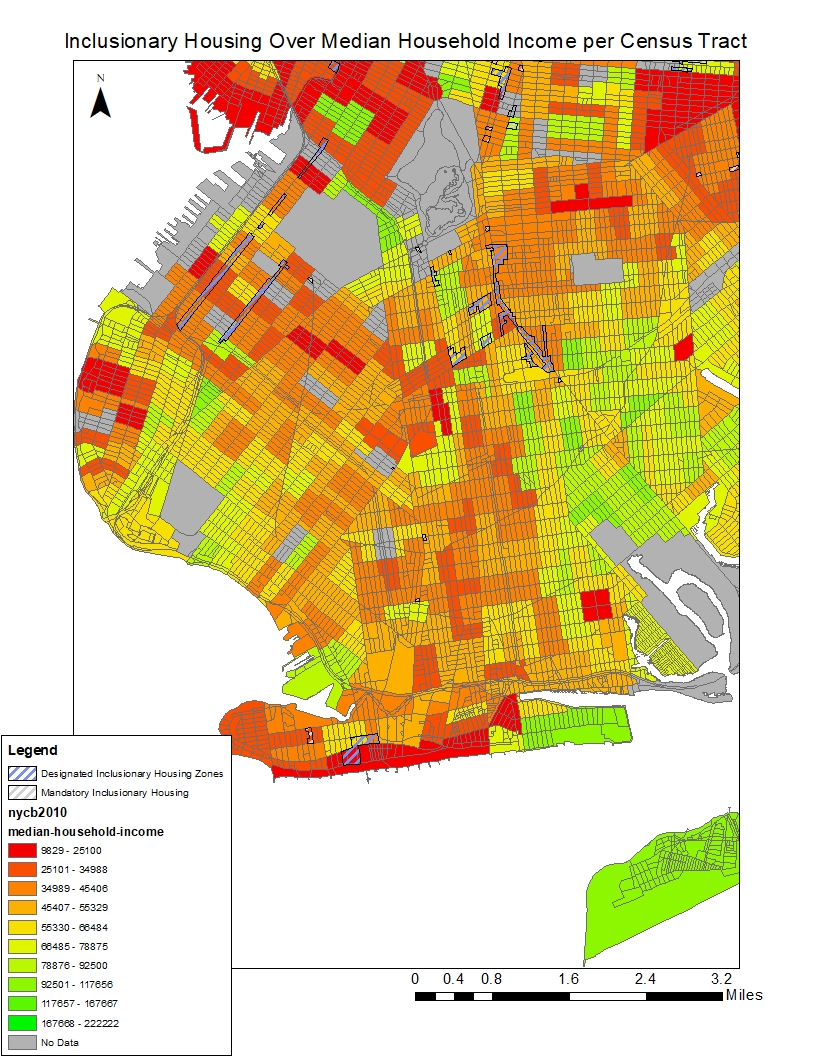 Inclusionary Housing Over Median Household Income per Census Tract
N
Legend
Designated Inclusionary Housing Zones
Mandatory Inclusionary Housing
nycb2010
median-household-income
9829 - 25100
25101 - 34988
34989 - 45406
45407 - 55329
55330 - 66484
66485 - 78875
78876 - 92500
92501 - 117656
117657 - 167667
167668 - 222222
No Data
0 0.4 0.8 1.6 2.4 3.2
Miles